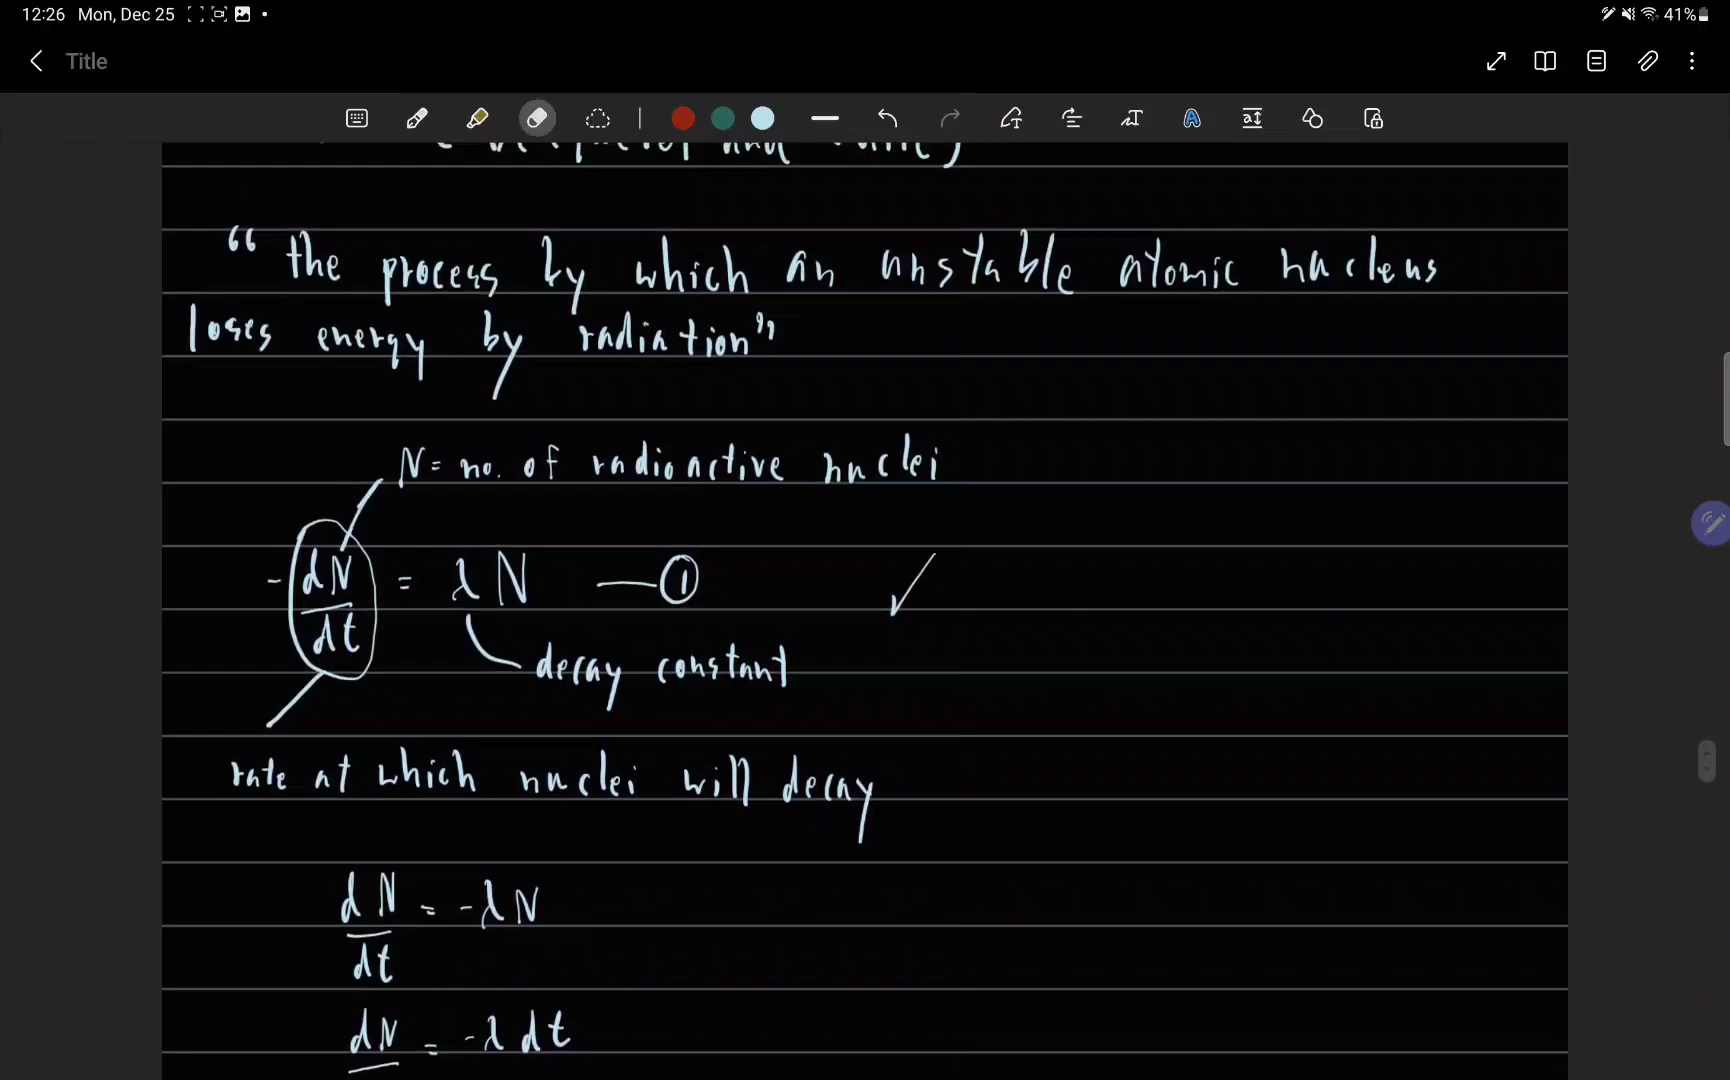 12:26 Mon, Dec 25
41%
Title
“ the process by which an unstable atomic nucleus
loses energy by radiation”
N = no. of radioactive nuclei
- dN/dt = λ N — ①
decay constant
rate at which nuclei will decay
dN/dt = -λN
dN = -λ dt